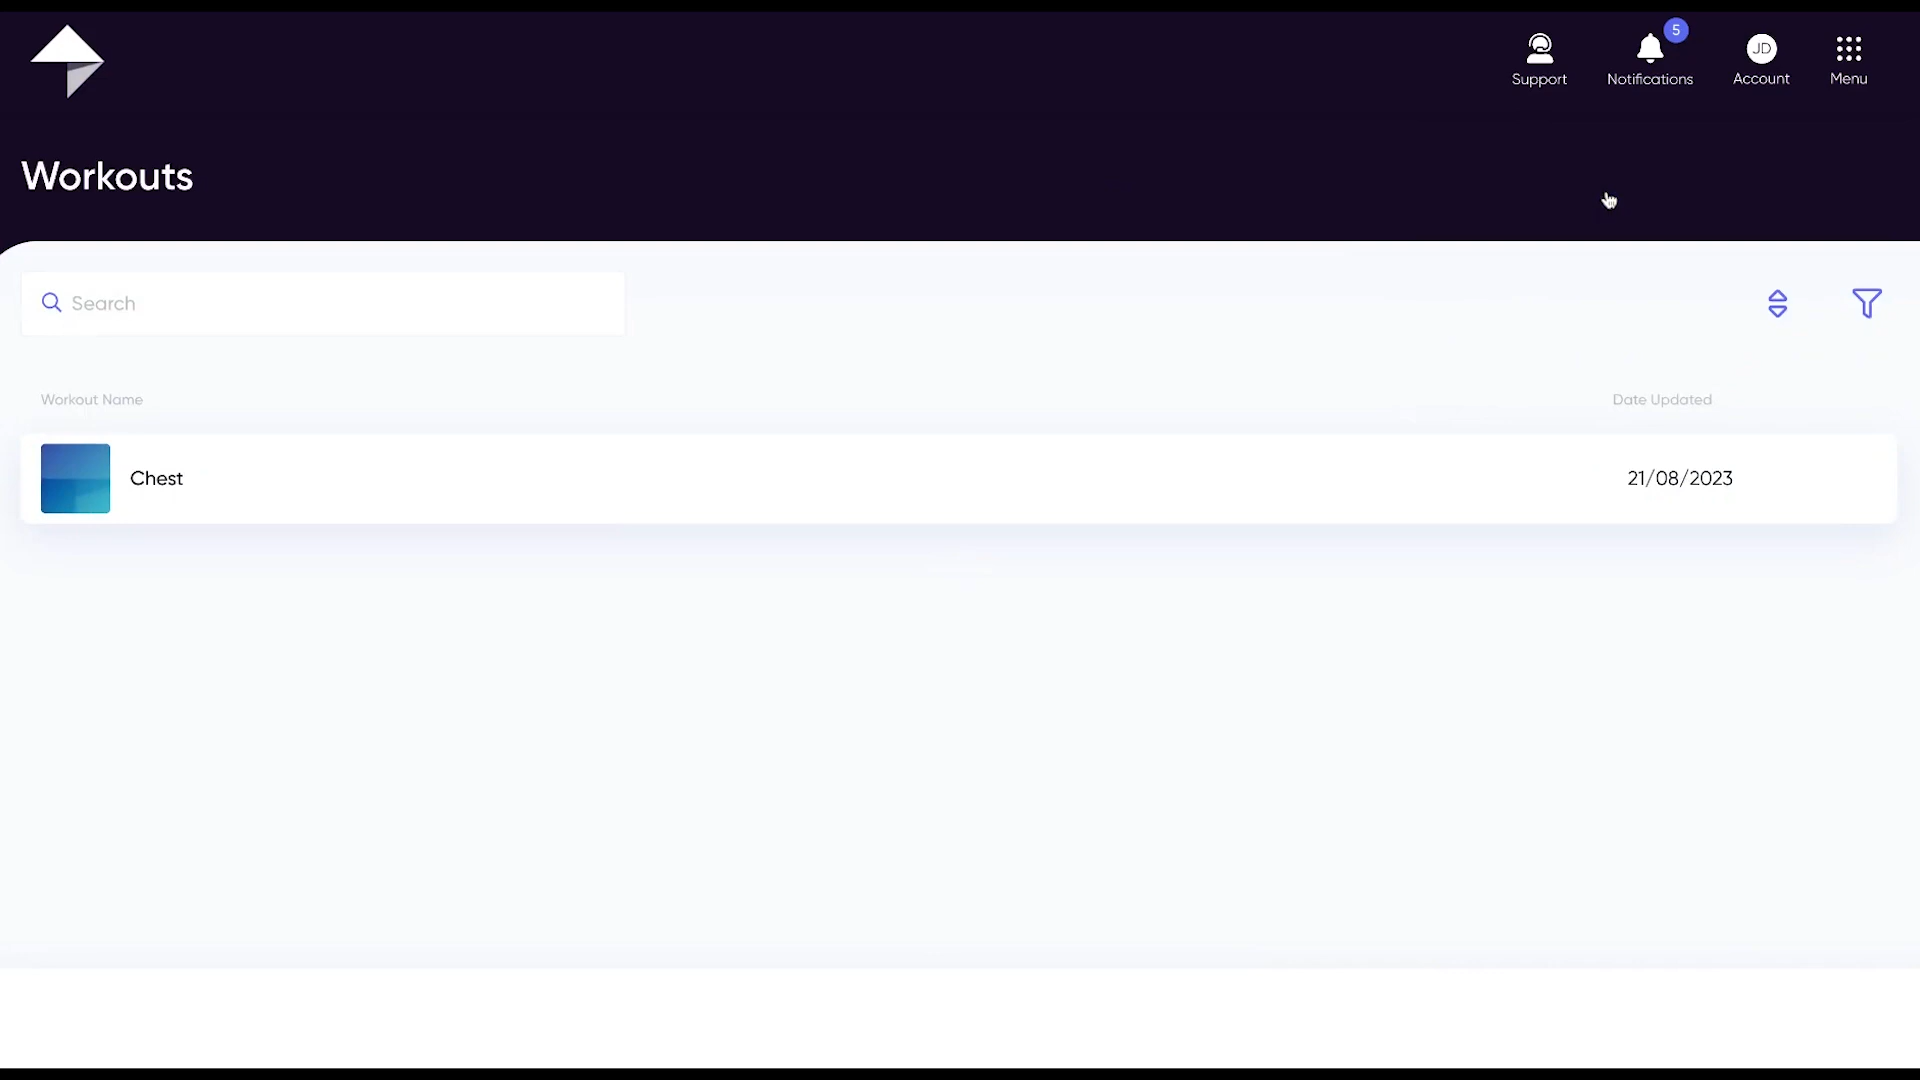 5
JD
Support
Notifications
Account
Menu
Workouts
Search
Workout Name
Date Updated
Chest
21/08/2023